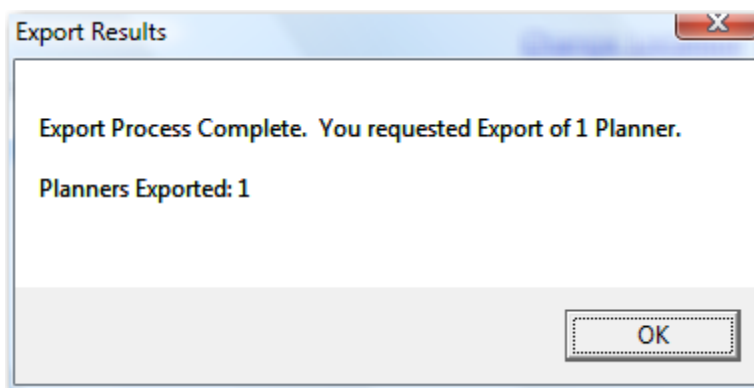 Export Results
Export Process Complete.  You requested Export of 1 Planner.
Planners Exported: 1
OK